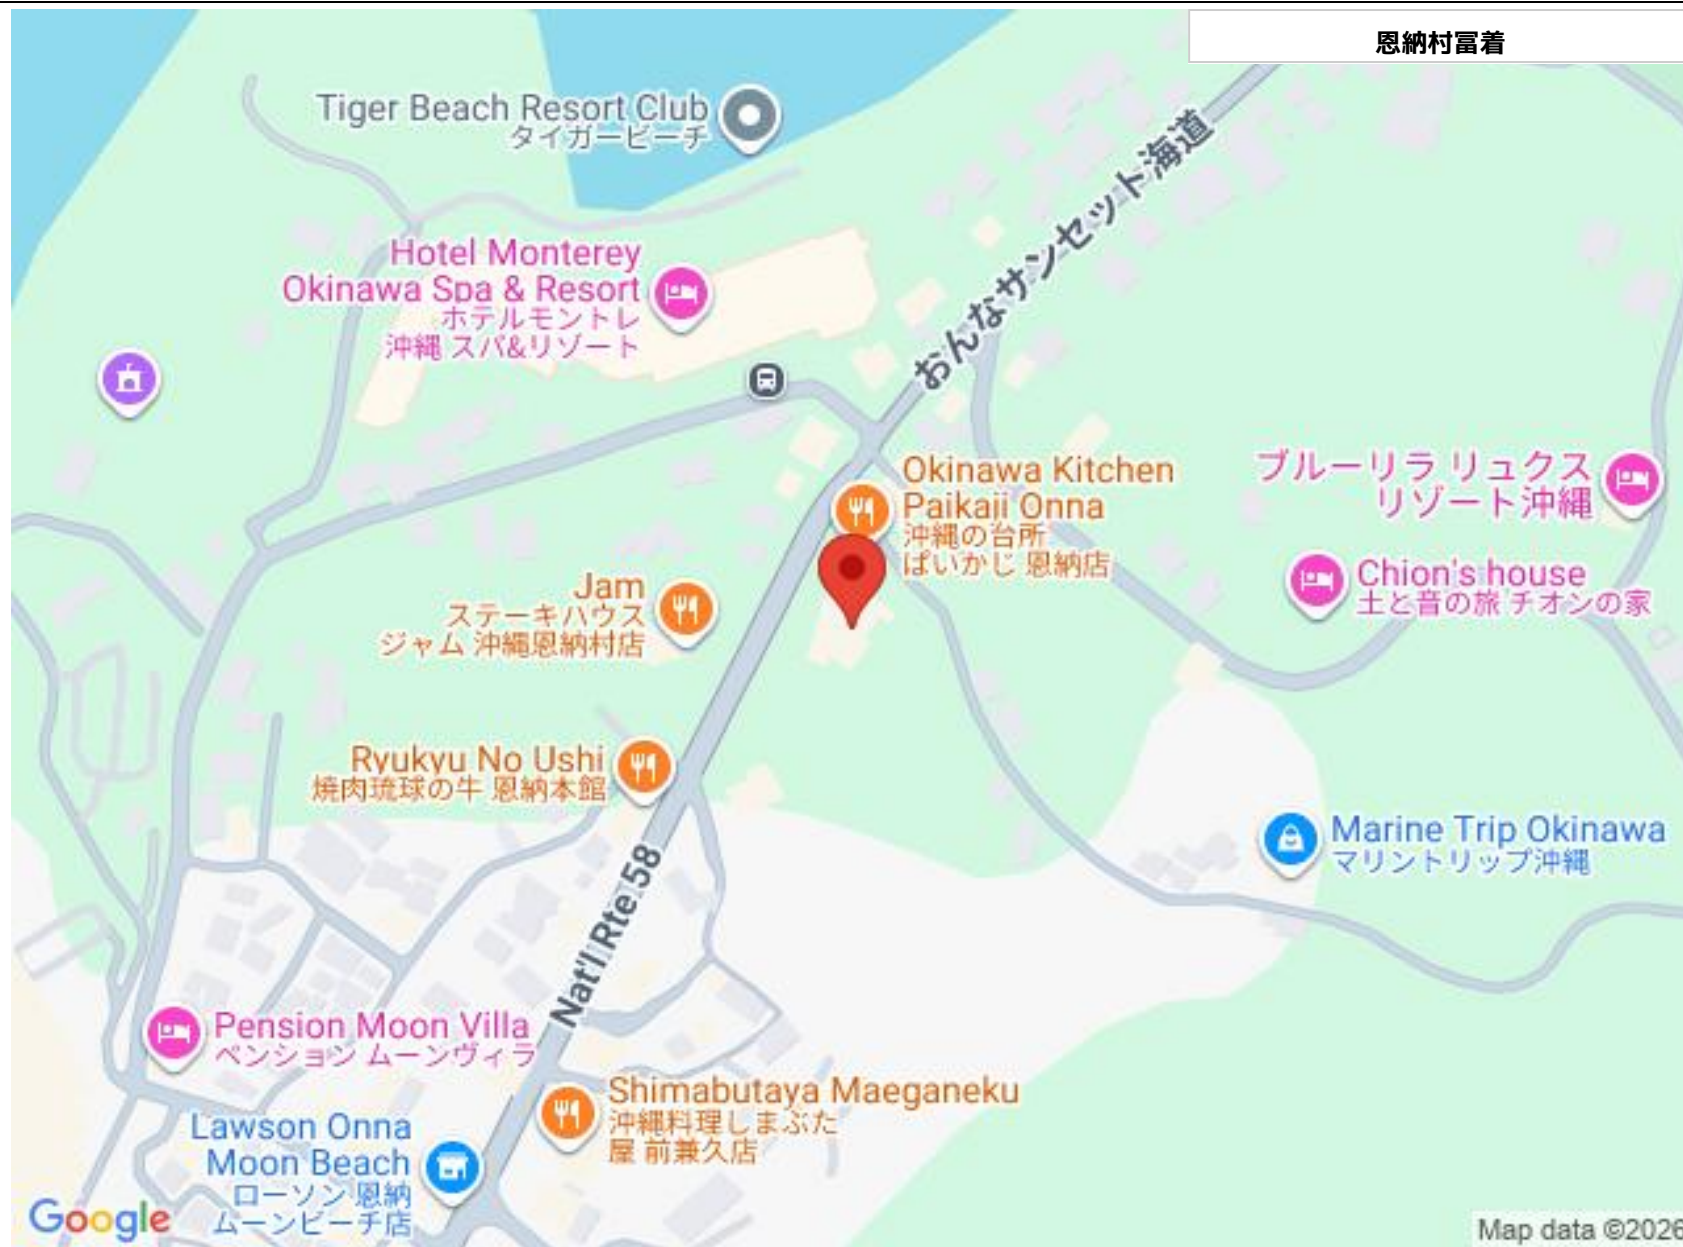 恩納村冨着
Tiger Beach Resort Club
タイガービーチ
おんなサンセット海道
Hotel Monterey
Okinawa Spa & Resort
ホテルモントレ
沖縄 スパ&リゾート
Okinawa Kitchen
Paikaji Onna
沖縄の台所
ぱいかじ 恩納店
ブルーリラ リュクス
リゾート沖縄
Chion's house
土と音の旅 チオンの家
Jam
ステーキハウス
ジャム 沖縄恩納村店
Ryukyu No Ushi
焼肉琉球の牛 恩納本館
Marine Trip Okinawa
マリントリップ沖縄
Nat'l Rte 58
Pension Moon Villa
ペンション ムーンヴィラ
Shimabutaya Maeganeku
沖縄料理しまぶた
屋 前兼久店
Lawson Onna
Moon Beach
ローソン 恩納
ムーンビーチ店
Google
Map data ©2026